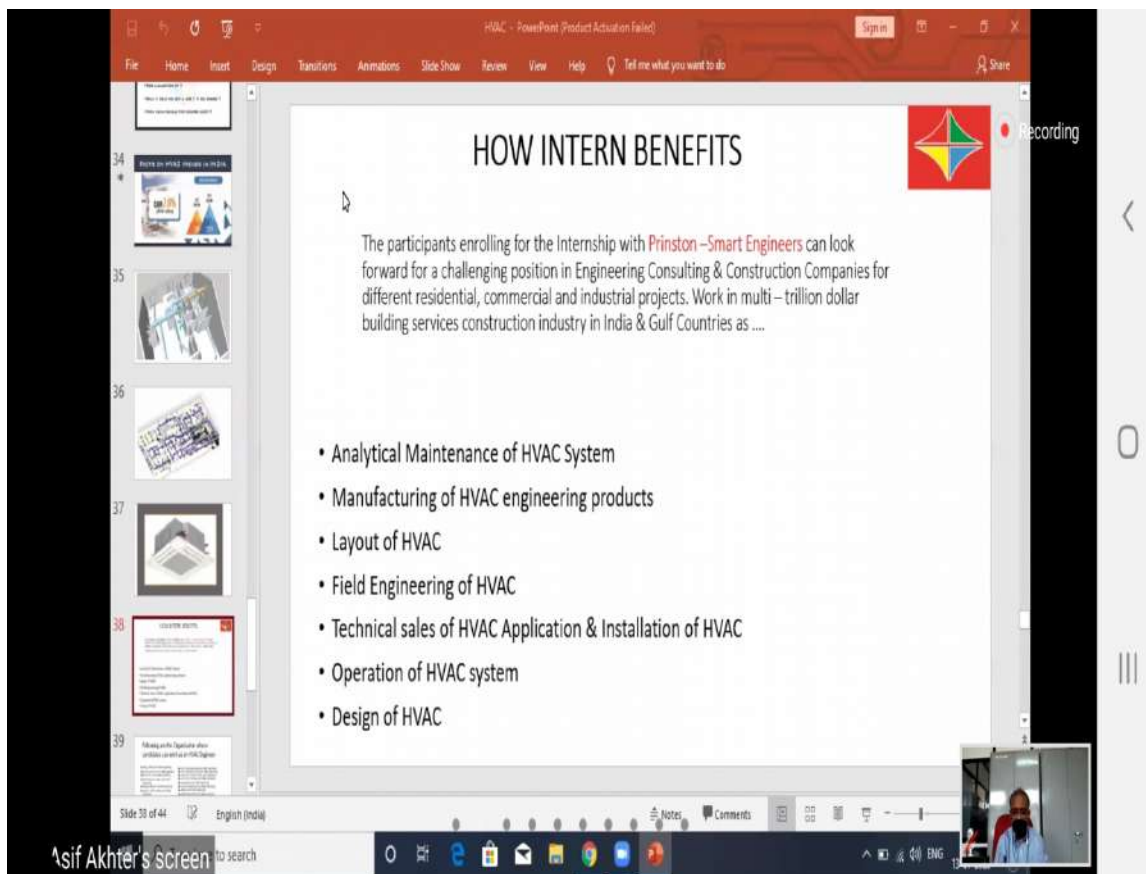 HVAC - PowerPoint (Product Activation Failed)
Sign in
File Home Insert Design Transitions Animations Slide Show Review View Help Tell me what you want to do Share
Recording
HOW INTERN BENEFITS
The participants enrolling for the Internship with Prinston –Smart Engineers can look
forward for a challenging position in Engineering Consulting & Construction Companies for
different residential, commercial and industrial projects. Work in multi – trillion dollar
building services construction industry in India & Gulf Countries as ....
• Analytical Maintenance of HVAC System
• Manufacturing of HVAC engineering products
• Layout of HVAC
• Field Engineering of HVAC
• Technical sales of HVAC Application & Installation of HVAC
• Operation of HVAC system
• Design of HVAC
34
35
36
37
38
39
Slide 38 of 44 English (India) Notes Comments
Asif Akhter's screen to search
ENG